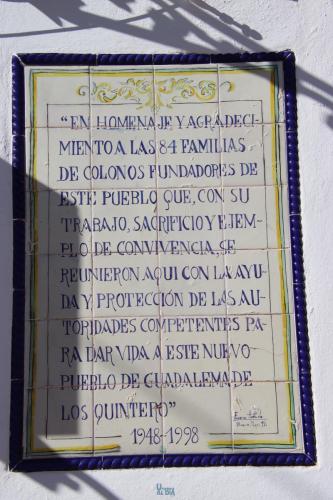 "EN HOMENAJE Y AGRADECI-
MIENTO A LAS 84 FAMILIAS
DE COLONOS FUNDADORES DE
ESTE PUEBLO QUE, CON SU
TRABAJO, SACRIFICIO Y EJEM-
PLO DE CONVIVENCIA, SE
REUNIERON AQUI CON LA AYU-
DA Y PROTECCIÓN DE LAS AU-
TORIDADES COMPETENTES PA-
RA DAR VIDA A ESTE NUEVO
PUEBLO DE GUADALEMA DE
LOS QUINTERO"
1948-1998